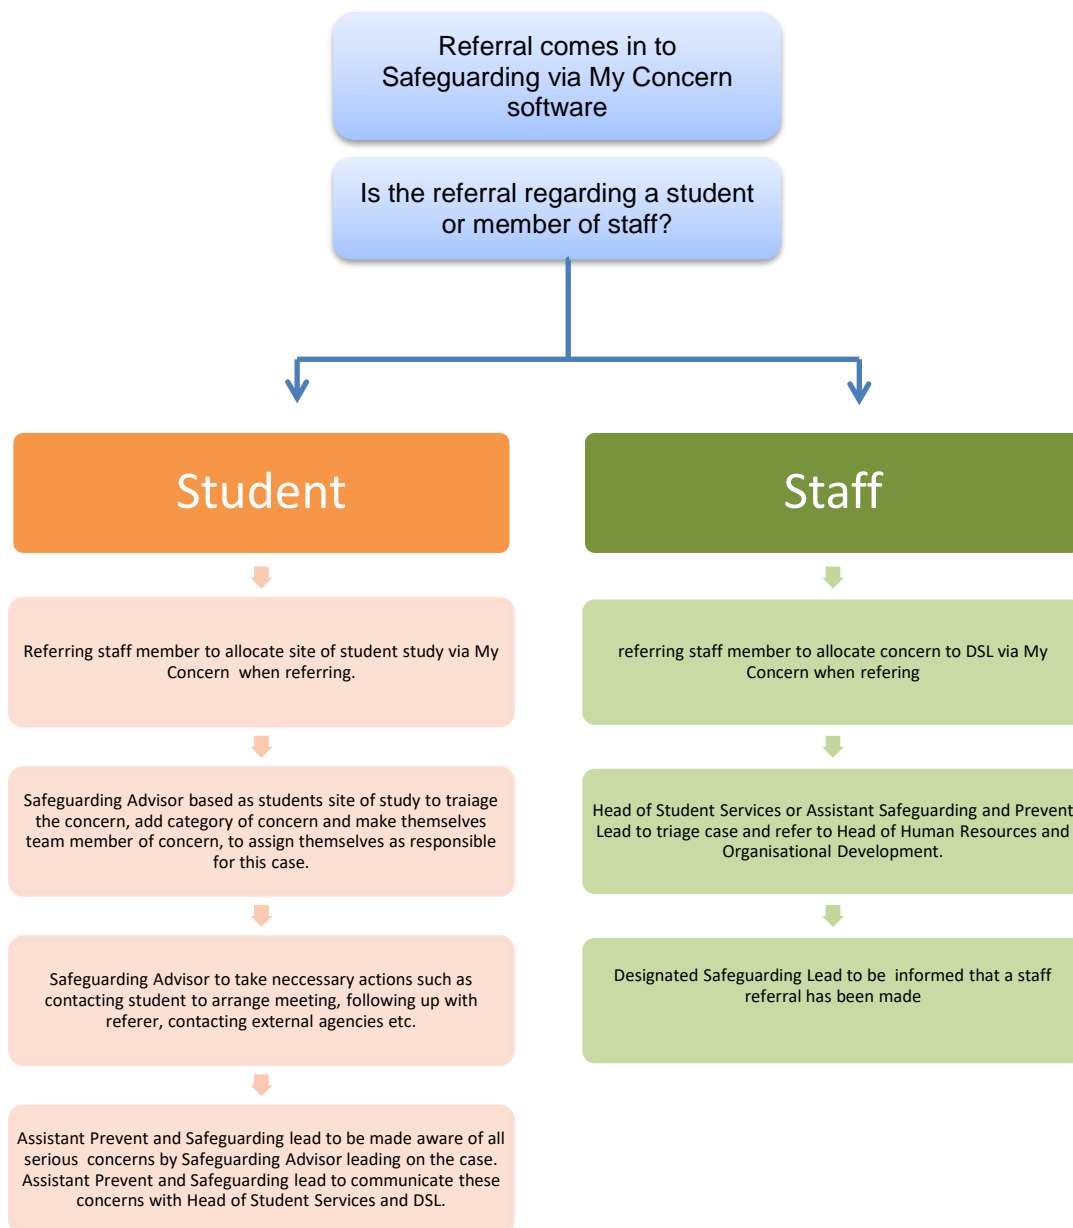 Referral comes in to
Safeguarding via My Concern
software
Is the referral regarding a student
or member of staff?
Student
Referring staff member to allocate site of student study via My
Concern when referring.
Safeguarding Advisor based as students site of study to traiage
the concern, add category of concern and make themselves
team member of concern, to assign themselves as responsible
for this case.
Safeguarding Advisor to take neccessary actions such as
contacting student to arrange meeting, following up with
referer, contacting external agencies etc.
Assistant Prevent and Safeguarding lead to be made aware of all
serious concerns by Safeguarding Advisor leading on the case.
Assistant Prevent and Safeguarding lead to communicate these
concerns with Head of Student Services and DSL.
Staff
referring staff member to allocate concern to DSL via My
Concern when refering
Head of Student Services or Assistant Safeguarding and Prevent
Lead to triage case and refer to Head of Human Resources and
Organisational Development.
Designated Safeguarding Lead to be informed that a staff
referral has been made